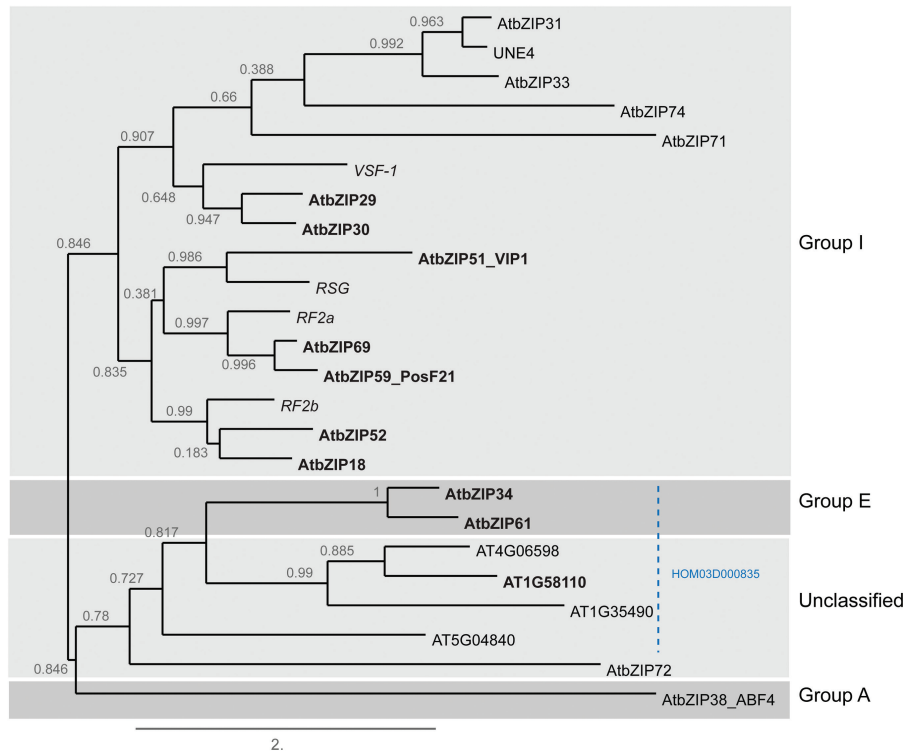 0.963
AtbZIP31
0.992
UNE4
0.388
AtbZIP33
0.66
AtbZIP74
0.907
AtbZIP71
VSF-1
0.648
AtbZIP29
0.947
AtbZIP30
0.846
Group I
0.986
AtbZIP51_VIP1
0.381
RSG
0.997
RF2a
AtbZIP69
0.996
0.835
AtbZIP59_PosF21
0.99
RF2b
AtbZIP52
0.183
AtbZIP18
1
AtbZIP34
Group E
AtbZIP61
0.817
0.885
AT4G06598
0.99
AT1G58110
HOM03D000835
0.727
AT1G35490
Unclassified
0.78
AT5G04840
0.846
AtbZIP72
AtbZIP38_ABF4
Group A
2.